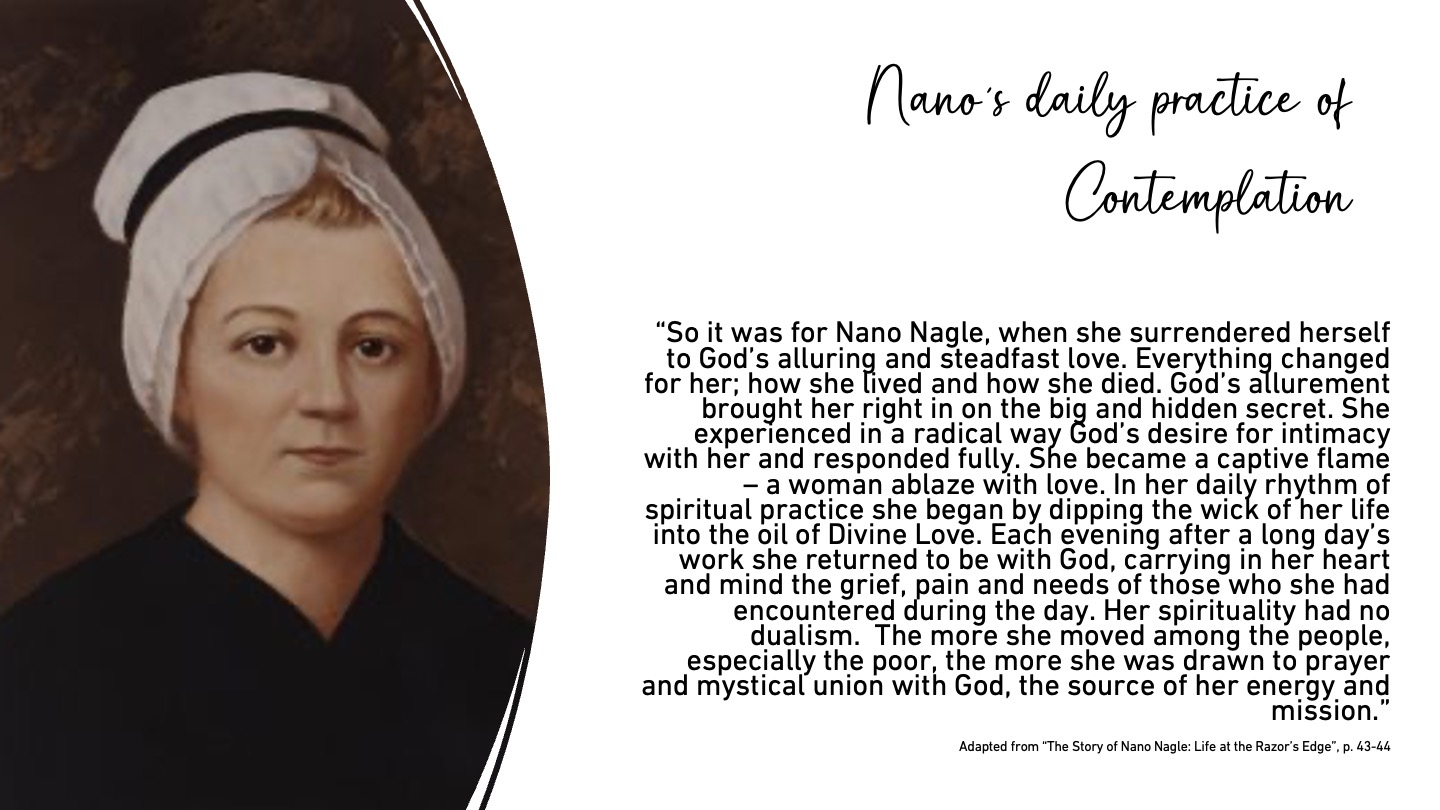 Nano's daily practice of
Contemplation
“So it was for Nano Nagle, when she surrendered herself
to God’s alluring and steadfast love. Everything changed
for her; how she lived and how she died. God’s allurement
brought her right in on the big and hidden secret. She
experienced in a radical way God’s desire for intimacy
with her and responded fully. She became a captive flame
– a woman ablaze with love. In her daily rhythm of
spiritual practice she began by dipping the wick of her life
into the oil of Divine Love. Each evening after a long day’s
work she returned to be with God, carrying in her heart
and mind the grief, pain and needs of those who she had
encountered during the day. Her spirituality had no
dualism.  The more she moved among the people,
especially the poor, the more she was drawn to prayer
and mystical union with God, the source of her energy and
mission.”
Adapted from “The Story of Nano Nagle: Life at the Razor’s Edge”, p. 43-44